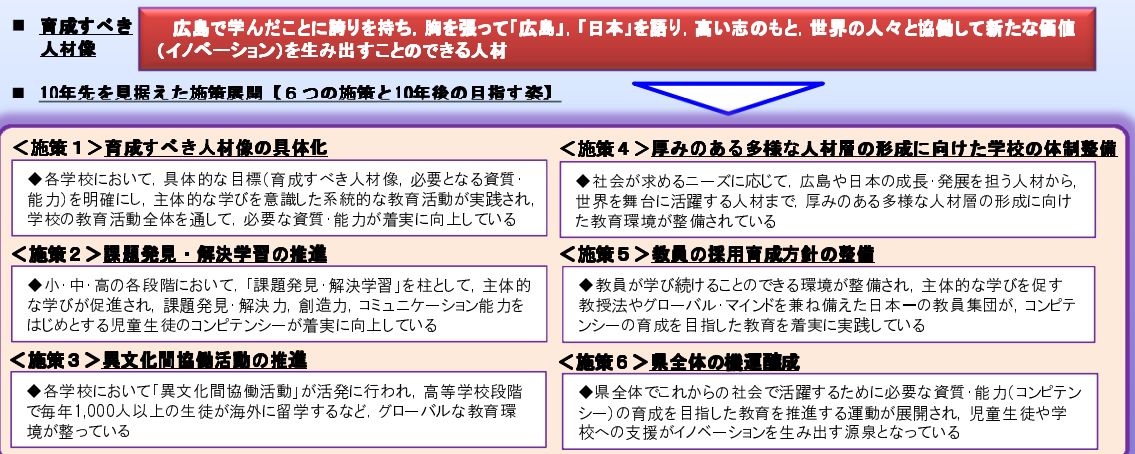 ■ 育成すべき
人材像
広島で学んだことに誇りを持ち，胸を張って「広島」，「日本」を語り，高い志のもと，世界の人々と協働して新たな価値
（イノベーション）を生み出すことのできる人材
■ 10年先を見据えた施策展開【６つの施策と10年後の目指す姿】
＜施策１＞育成すべき人材像の具体化
◆各学校において，具体的な目標（育成すべき人材像，必要となる資質・
能力）を明確にし，主体的な学びを意識した系統的な教育活動が実践され，
学校の教育活動全体を通して，必要な資質・能力が着実に向上している
＜施策２＞課題発見・解決学習の推進
◆小・中・高の各段階において，「課題発見・解決学習」を柱として，主体的
な学びが促進され，課題発見・解決力，創造力，コミュニケーション能力を
はじめとする児童生徒のコンピテンシーが着実に向上している
＜施策３＞異文化間協働活動の推進
◆各学校において「異文化間協働活動」が活発に行われ，高等学校段階
で毎年1,000人以上の生徒が海外に留学するなど，グローバルな教育環
境が整っている
＜施策４＞厚みのある多様な人材層の形成に向けた学校の体制整備
◆社会が求めるニーズに応じて，広島や日本の成長・発展を担う人材から，
世界を舞台に活躍する人材まで，厚みのある多様な人材層の形成に向け
た教育環境が整備されている
＜施策５＞教員の採用育成方針の整備
◆教員が学び続けることのできる環境が整備され，主体的な学びを促す
教授法やグローバル・マインドを兼ね備えた日本一の教員集団が，コンピテ
ンシーの育成を目指した教育を着実に実践している
＜施策６＞県全体の機運醸成
◆県全体でこれからの社会で活躍するために必要な資質・能力（コンピテン
シー）の育成を目指した教育を推進する運動が展開され，児童生徒や学
校への支援がイノベーションを生み出す源泉となっている